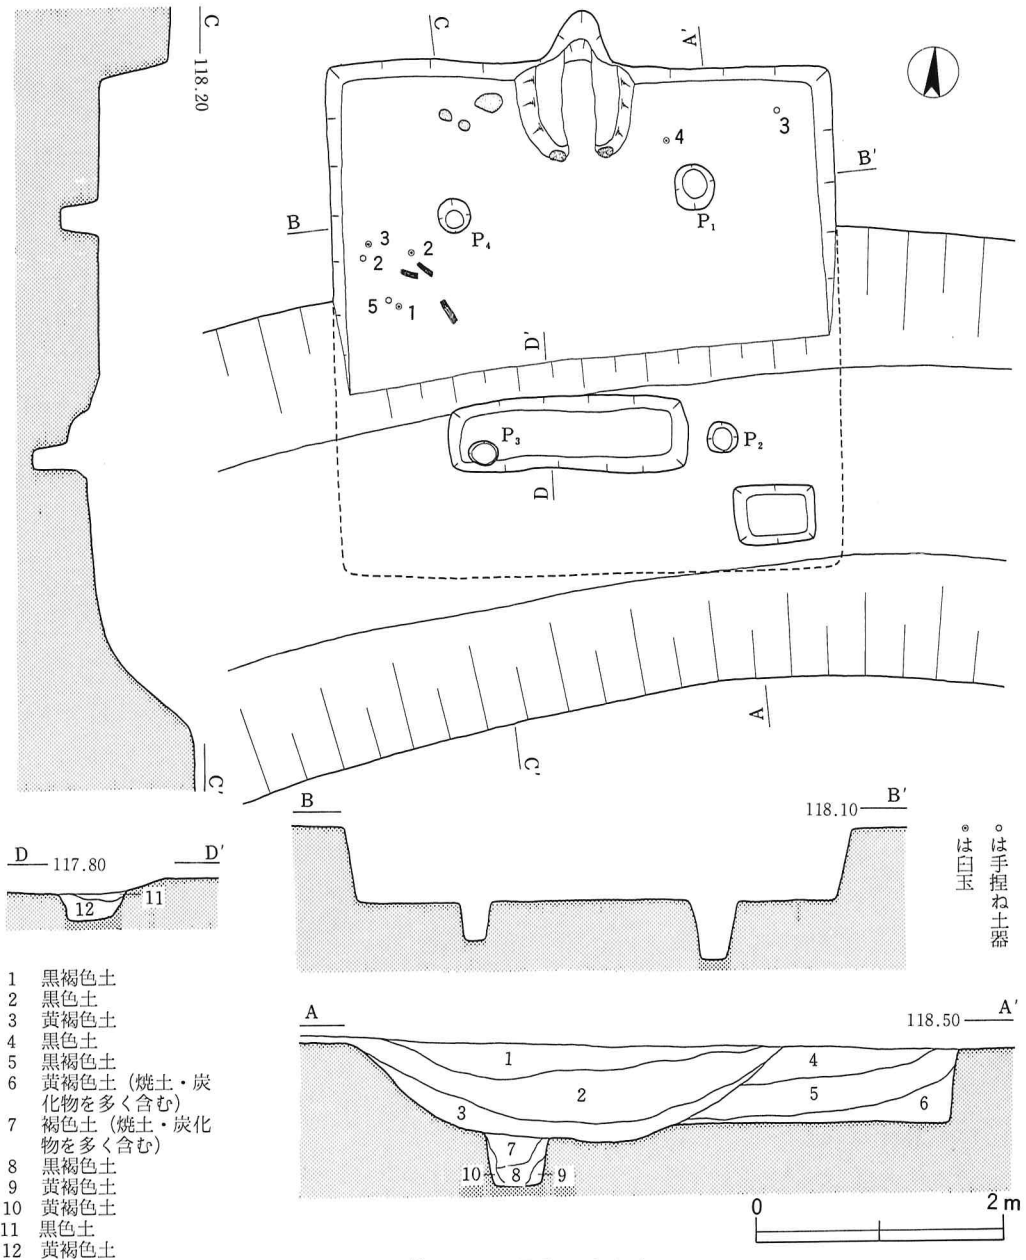 C
118.20
C'
C
A'
3
4
B'
B
P₁
P₄
3
2
2
5
1
D'
P₃
P₂
D
A
C'
B
118.10
B'
D
117.80
D'
11
12
○は手捏ね土器
◉は臼玉
1 黒褐色土
2 黒色土
3 黄褐色土
4 黒色土
5 黒褐色土
6 黄褐色土（焼土・炭
化物を多く含む）
7 褐色土（焼土・炭化
物を多く含む）
8 黒褐色土
9 黄褐色土
10 黄褐色土
11 黒色土
12 黄褐色土
A
118.50
A'
1
4
2
5
3
6
7
10
8
9
0
2m